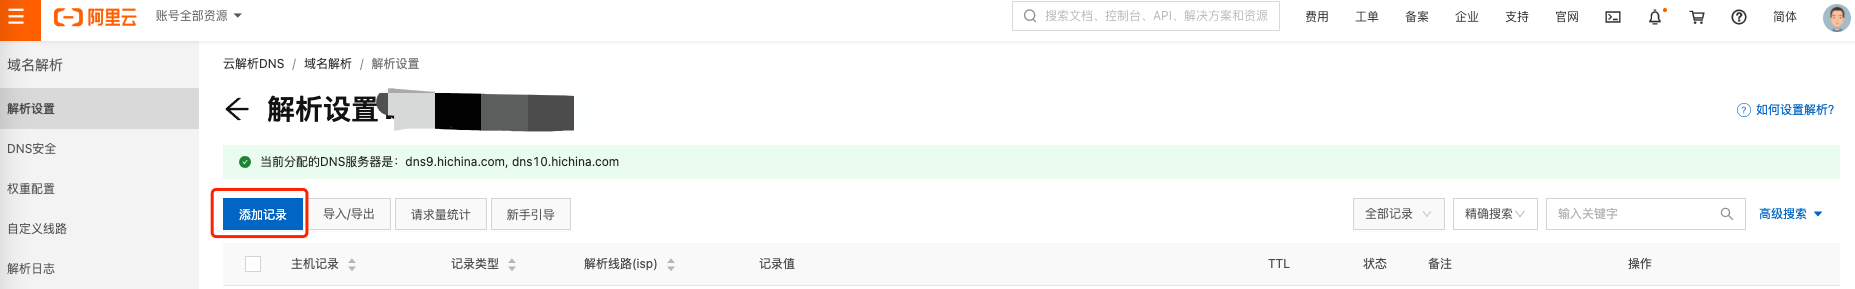 阿里云 账号全部资源 搜索文档、控制台、API、解决方案和资源 费用 工单 备案 企业 支持 官网 简体
域名解析
解析设置
DNS安全
权重配置
自定义线路
解析日志
云解析DNS / 域名解析 / 解析设置
解析设置
如何设置解析?
当前分配的DNS服务器是：dns9.hichina.com, dns10.hichina.com
添加记录 导入/导出 请求量统计 新手引导 全部记录 精确搜索 输入关键字 高级搜索
主机记录 记录类型 解析线路(isp) 记录值 TTL 状态 备注 操作